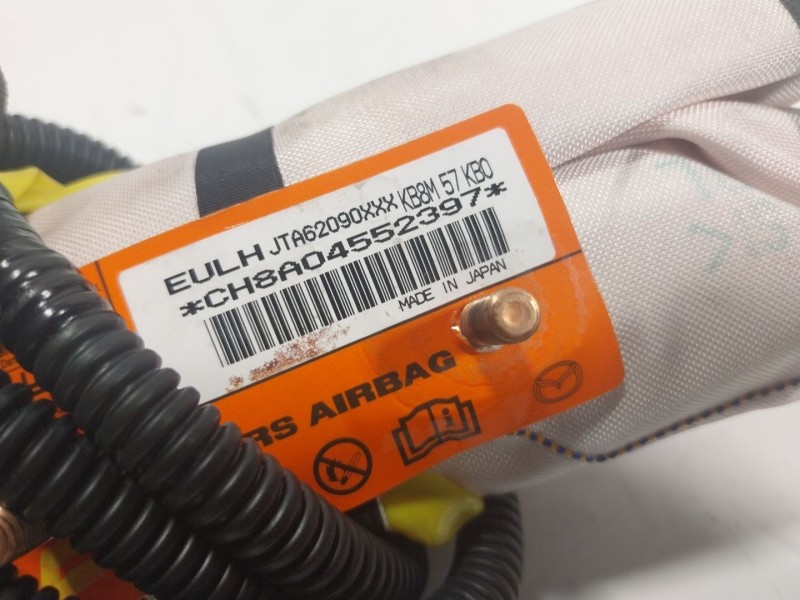 EULH JTA62090XXX KB8M 57 KB0
*CH8A04552397*
MADE IN JAPAN
RS AIRBAG